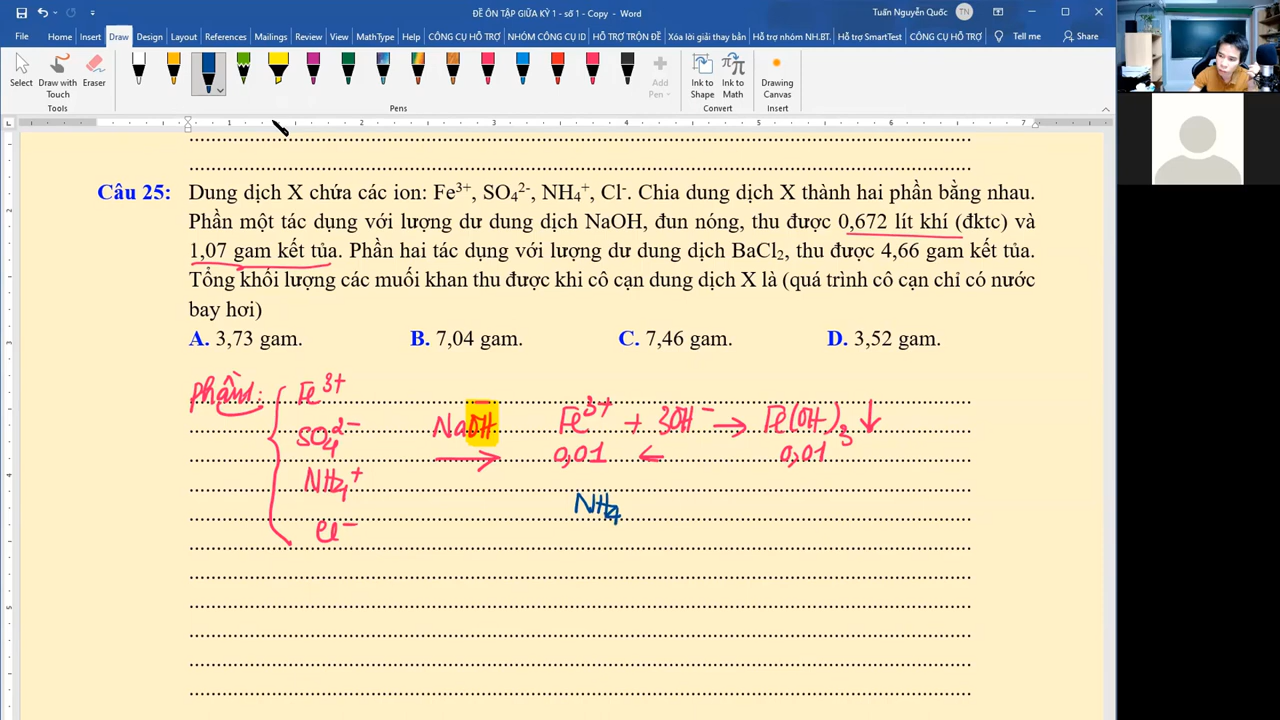 ĐỀ ÔN TẬP GIỮA KỲ 1 - số 1 - Copy - Word
Tuấn Nguyễn Quốc TN
File Home Insert Draw Design Layout References Mailings Review View MathType Help CÔNG CỤ HỖ TRỢ NHÓM CÔNG CỤ ID HỖ TRỢ TRỘN ĐỀ Xóa lời giải thay bản Hỗ trợ nhóm NH.BT. Hỗ trợ SmartTest CÔNG CỤ HỖ TRỢ Tell me Share
Select Draw with Touch Eraser Add Pen Ink to Shape Ink to Math Drawing Canvas
Tools Pens Convert Insert
1 2 3 4 5 6 7
Câu 25: Dung dịch X chứa các ion: Fe³⁺, SO₄²⁻, NH₄⁺, Cl⁻. Chia dung dịch X thành hai phần bằng nhau.
Phần một tác dụng với lượng dư dung dịch NaOH, đun nóng, thu được 0,672 lít khí (đktc) và
1,07 gam kết tủa. Phần hai tác dụng với lượng dư dung dịch BaCl₂, thu được 4,66 gam kết tủa.
Tổng khối lượng các muối khan thu được khi cô cạn dung dịch X là (quá trình cô cạn chỉ có nước
bay hơi)
A. 3,73 gam. B. 7,04 gam. C. 7,46 gam. D. 3,52 gam.
Fe³⁺
SO₄²⁻ NaOH Fe³⁺ + 3OH⁻ → Fe(OH)₃ ↓
0,01 ← 0,01
NH₄⁺
NH₄
Cl⁻